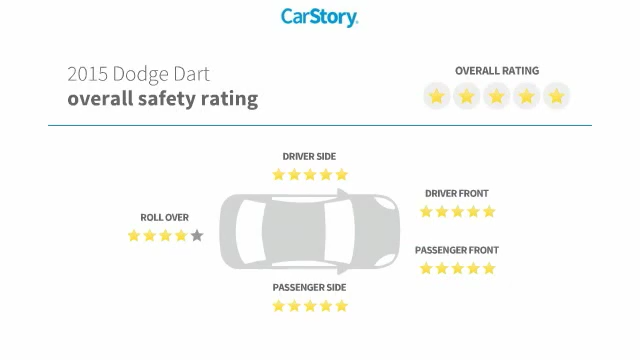 CarStory
2015 Dodge Dart
overall safety rating
OVERALL RATING
DRIVER SIDE
DRIVER FRONT
ROLL OVER
PASSENGER FRONT
PASSENGER SIDE